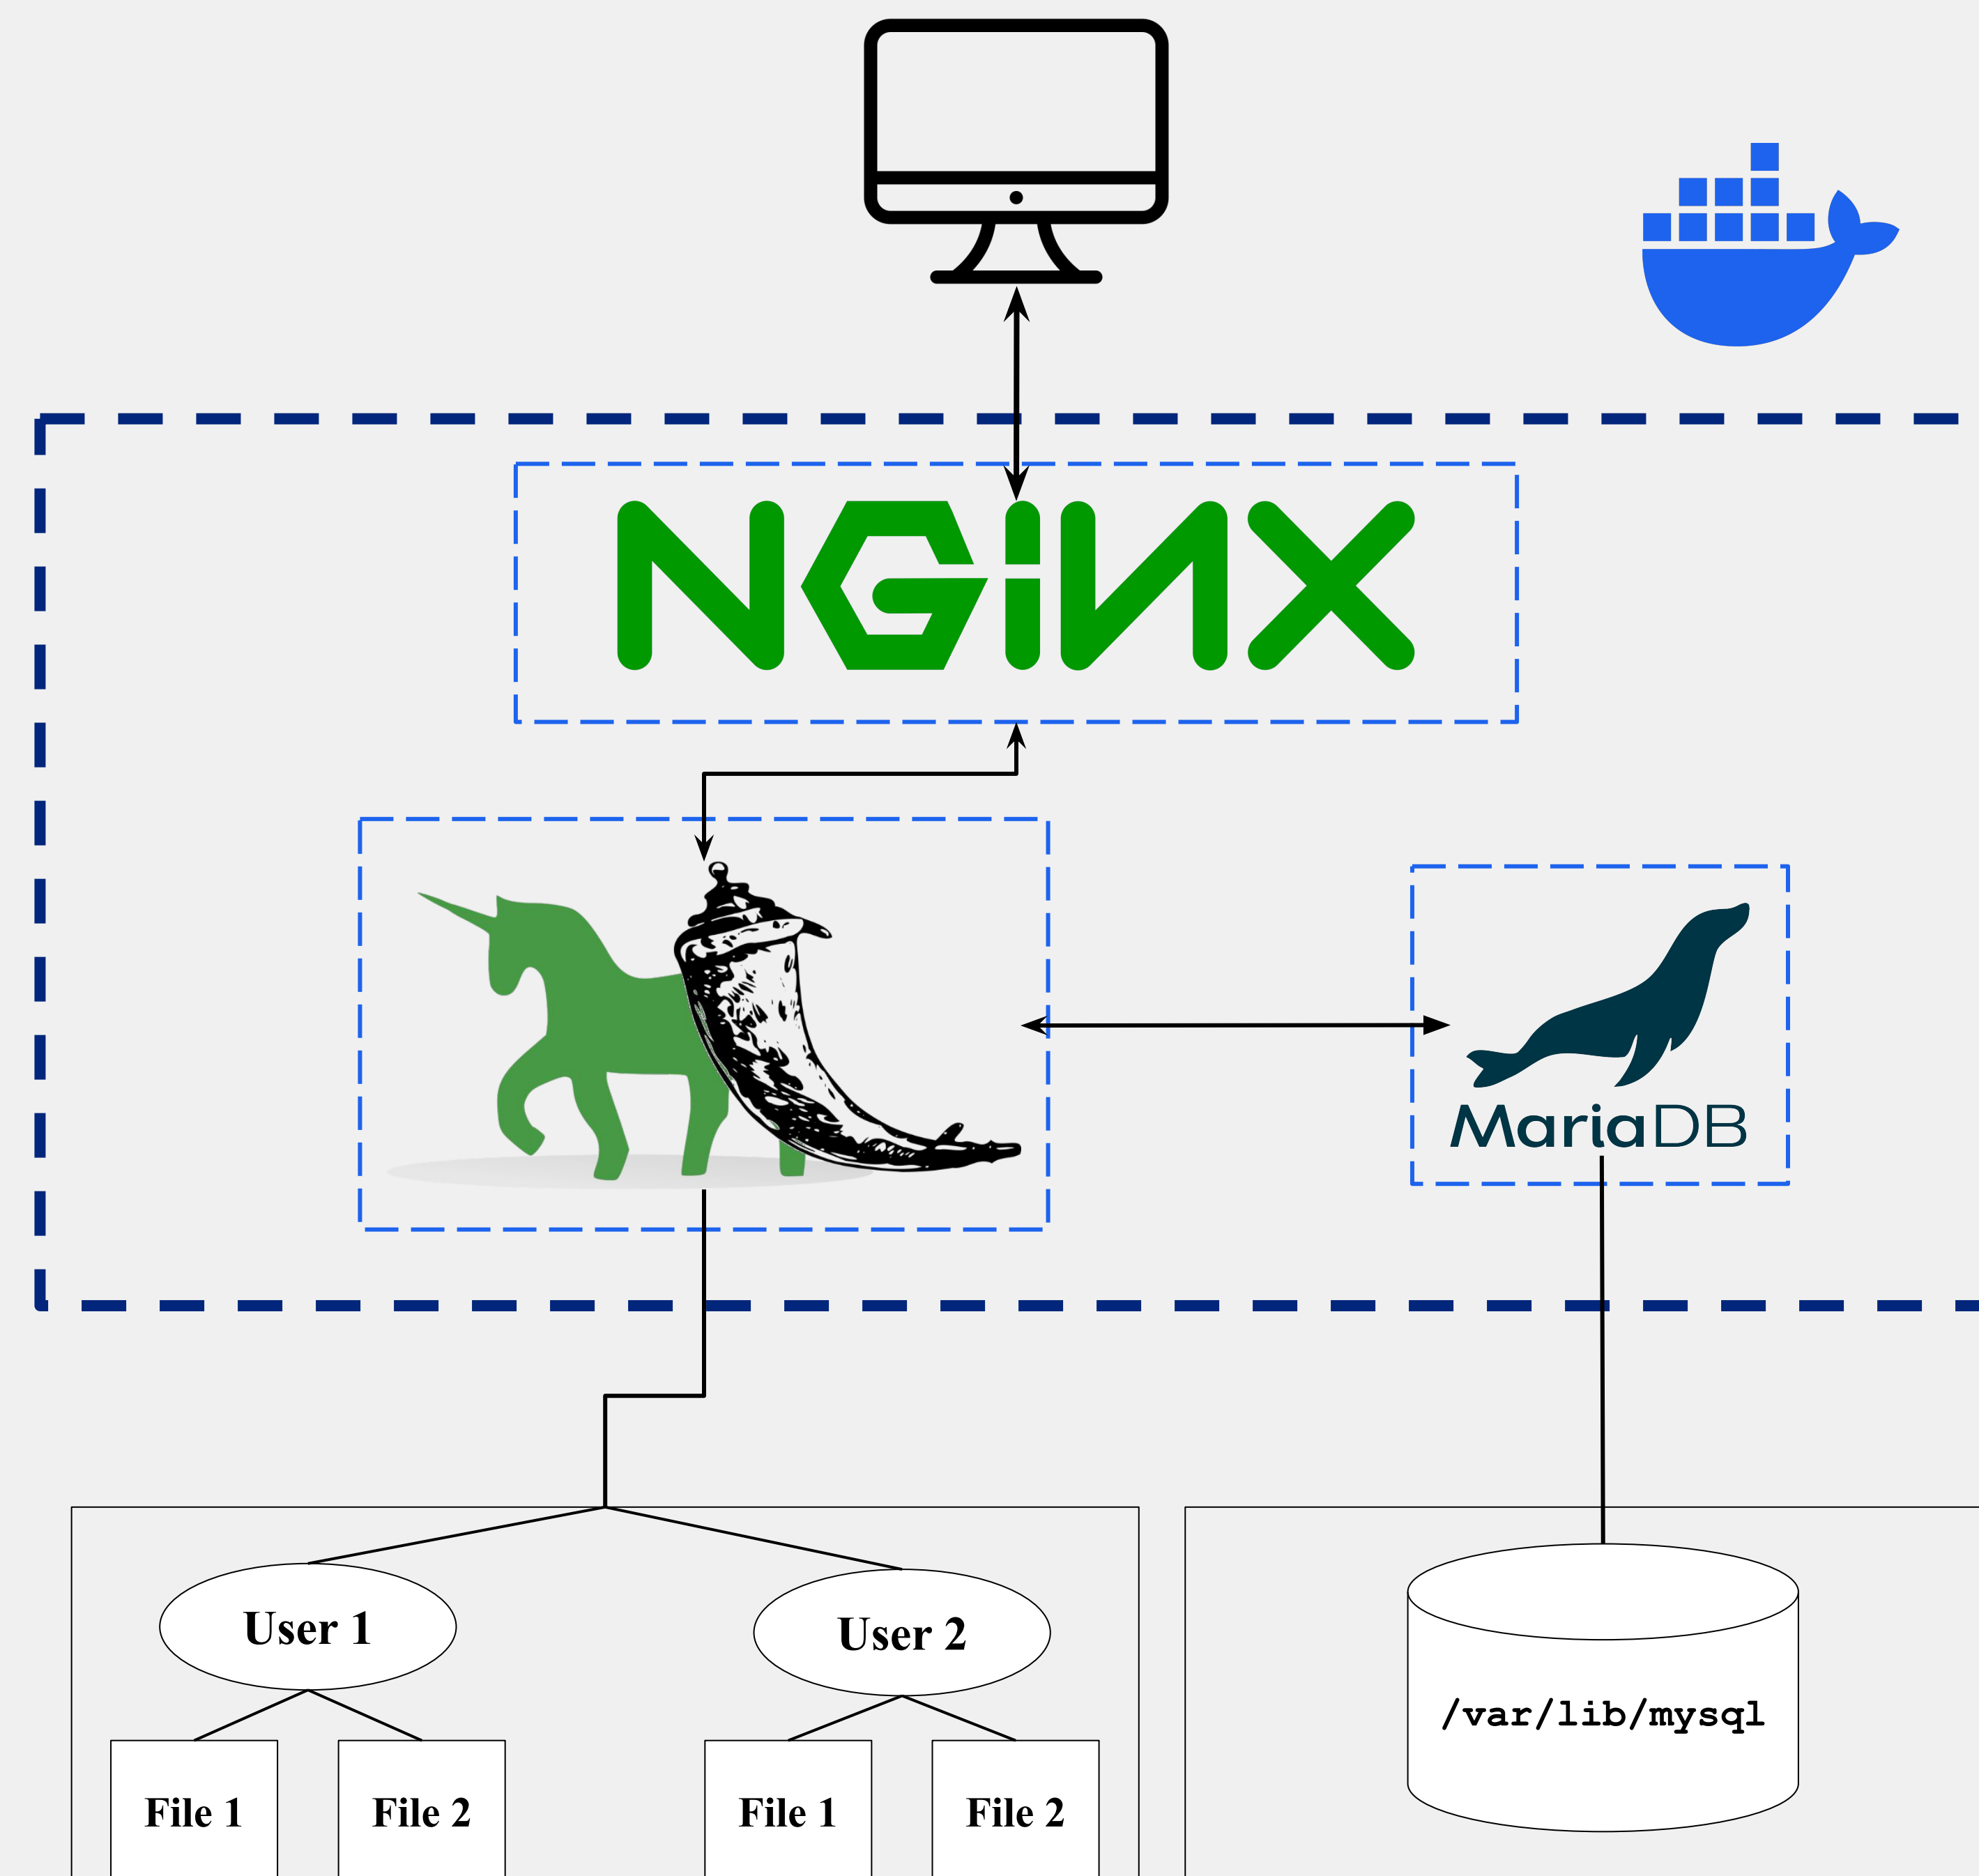 NGiNX
MariaDB
User 1
User 2
/var/lib/mysql
File 1
File 2
File 1
File 2